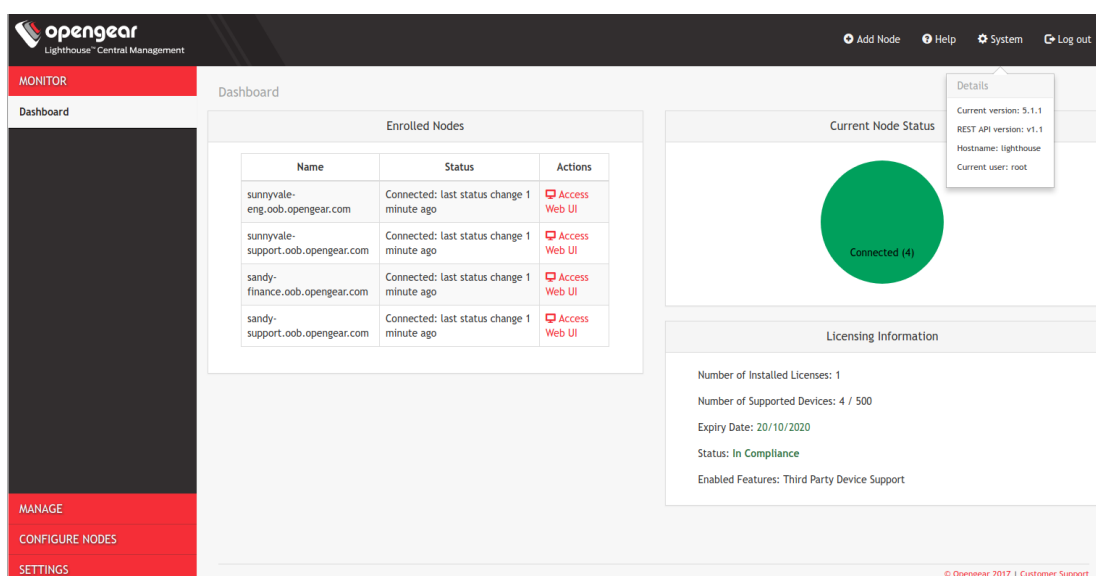 opengear
Lighthouse™ Central Management
Add Node
Help
System
Log out
MONITOR
Dashboard
MANAGE
CONFIGURE NODES
SETTINGS
Dashboard
Enrolled Nodes
Name Status Actions
sunnyvale- Connected: last status change 1 Access
eng.oob.opengear.com minute ago Web UI
sunnyvale- Connected: last status change 1 Access
support.oob.opengear.com minute ago Web UI
sandy- Connected: last status change 1 Access
finance.oob.opengear.com minute ago Web UI
sandy- Connected: last status change 1 Access
support.oob.opengear.com minute ago Web UI
Details
Current version: 5.1.1
REST API version: v1.1
Hostname: lighthouse
Current user: root
Current Node Status
Connected (4)
Licensing Information
Number of Installed Licenses: 1
Number of Supported Devices: 4 / 500
Expiry Date: 20/10/2020
Status: In Compliance
Enabled Features: Third Party Device Support
© Opengear 2017 | Customer Support